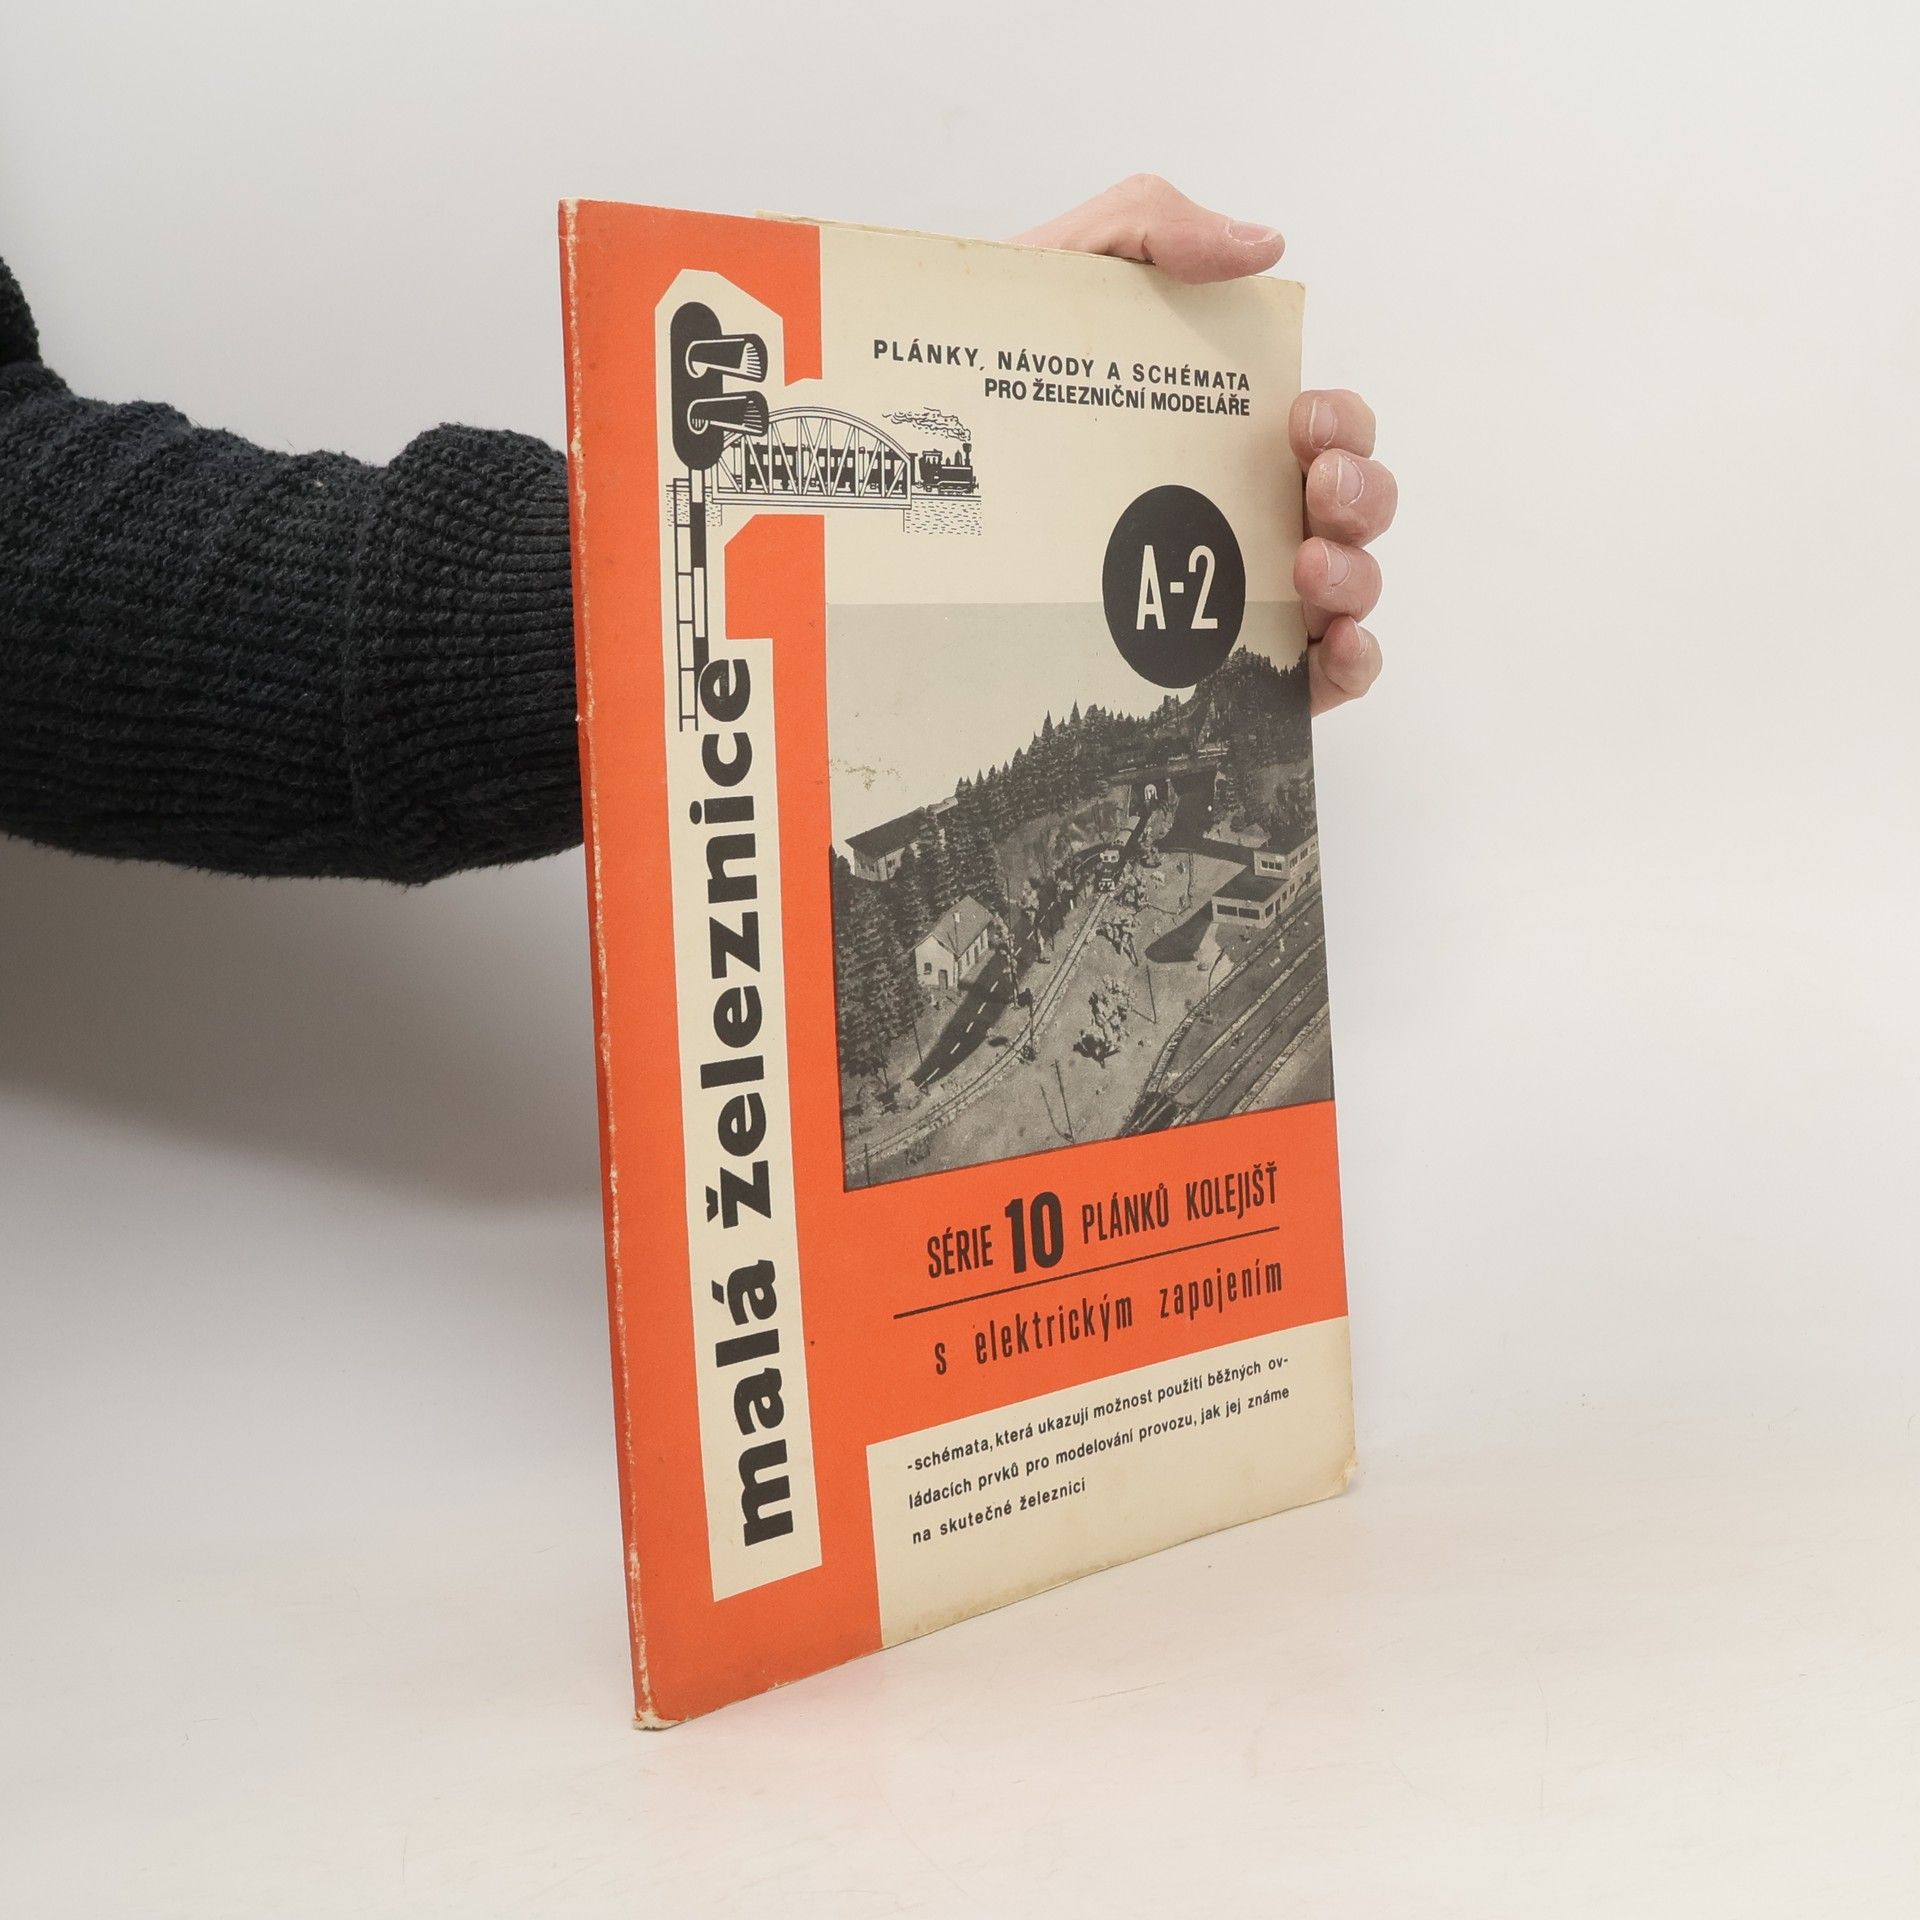 PLÁNKY, NÁVODY A SCHÉMATA
PRO ŽELEZNIČNÍ MODELÁŘE
A-2
malá železnice
SÉRIE 10 PLÁNKŮ KOLEJIŠŤ
s elektrickým zapojením
-schémata, která ukazují možnost použití běžných ov-
ládacích prvků pro modelování provozu, jak jej známe
na skutečné železnici